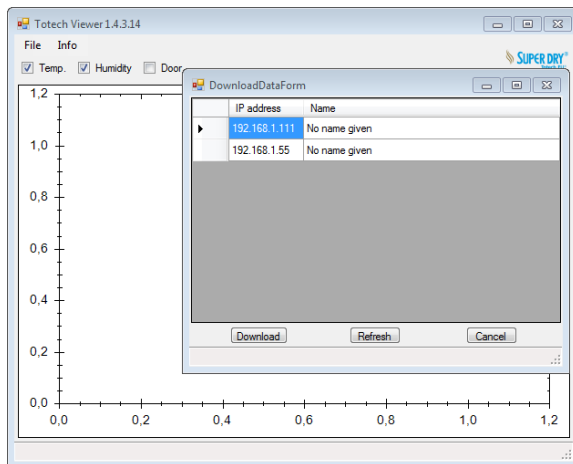 Totech Viewer 1.4.3.14
File Info
Temp. Humidity Door
SUPER DRY®
DownloadDataForm
IP address Name
192.168.1.111 No name given
192.168.1.55 No name given
Download Refresh Cancel
1,2
1,0
0,8
0,6
0,4
0,2
0,0
0,0 0,2 0,4 0,6 0,8 1,0 1,2